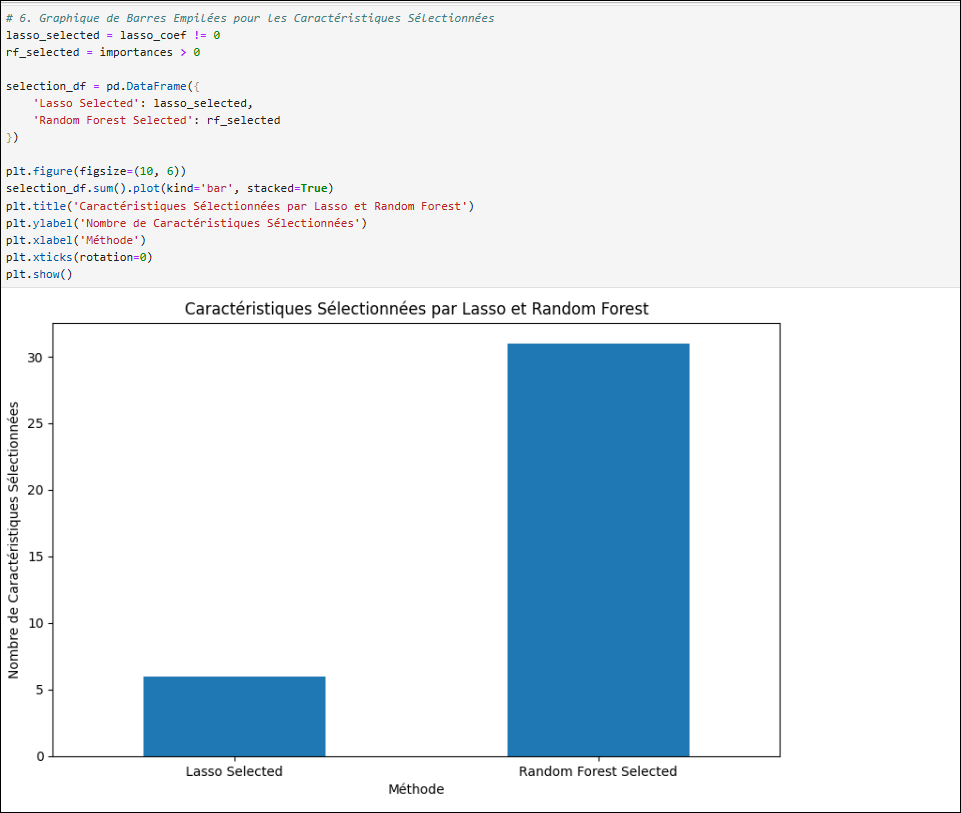 # 6. Graphique de Barres Empilées pour les Caractéristiques Sélectionnées
lasso_selected = lasso_coef != 0
rf_selected = importances > 0
selection_df = pd.DataFrame({
    'Lasso Selected': lasso_selected,
    'Random Forest Selected': rf_selected
})
plt.figure(figsize=(10, 6))
selection_df.sum().plot(kind='bar', stacked=True)
plt.title('Caractéristiques Sélectionnées par Lasso et Random Forest')
plt.ylabel('Nombre de Caractéristiques Sélectionnées')
plt.xlabel('Méthode')
plt.xticks(rotation=0)
plt.show()
Caractéristiques Sélectionnées par Lasso et Random Forest
Nombre de Caractéristiques Sélectionnées
30
25
20
15
10
5
0
Lasso Selected
Random Forest Selected
Méthode